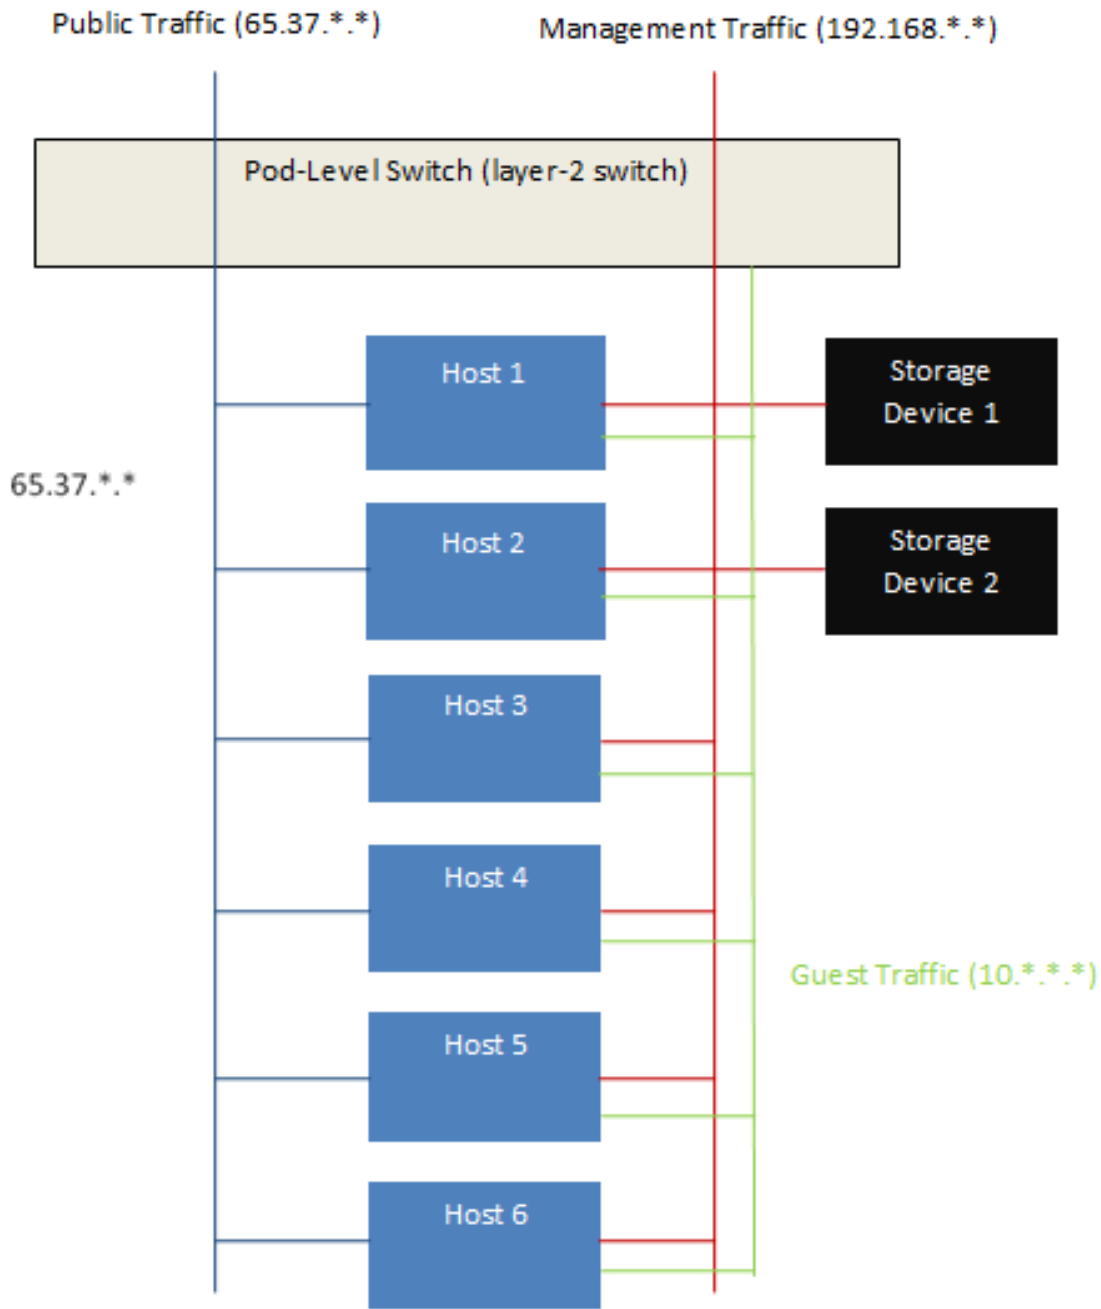 Public Traffic (65.37.*.*)
Management Traffic (192.168.*.*)
Pod-Level Switch (layer-2 switch)
Host 1
Storage
Device 1
65.37.*.*
Host 2
Storage
Device 2
Host 3
Host 4
Guest Traffic (10.*.*.*)
Host 5
Host 6